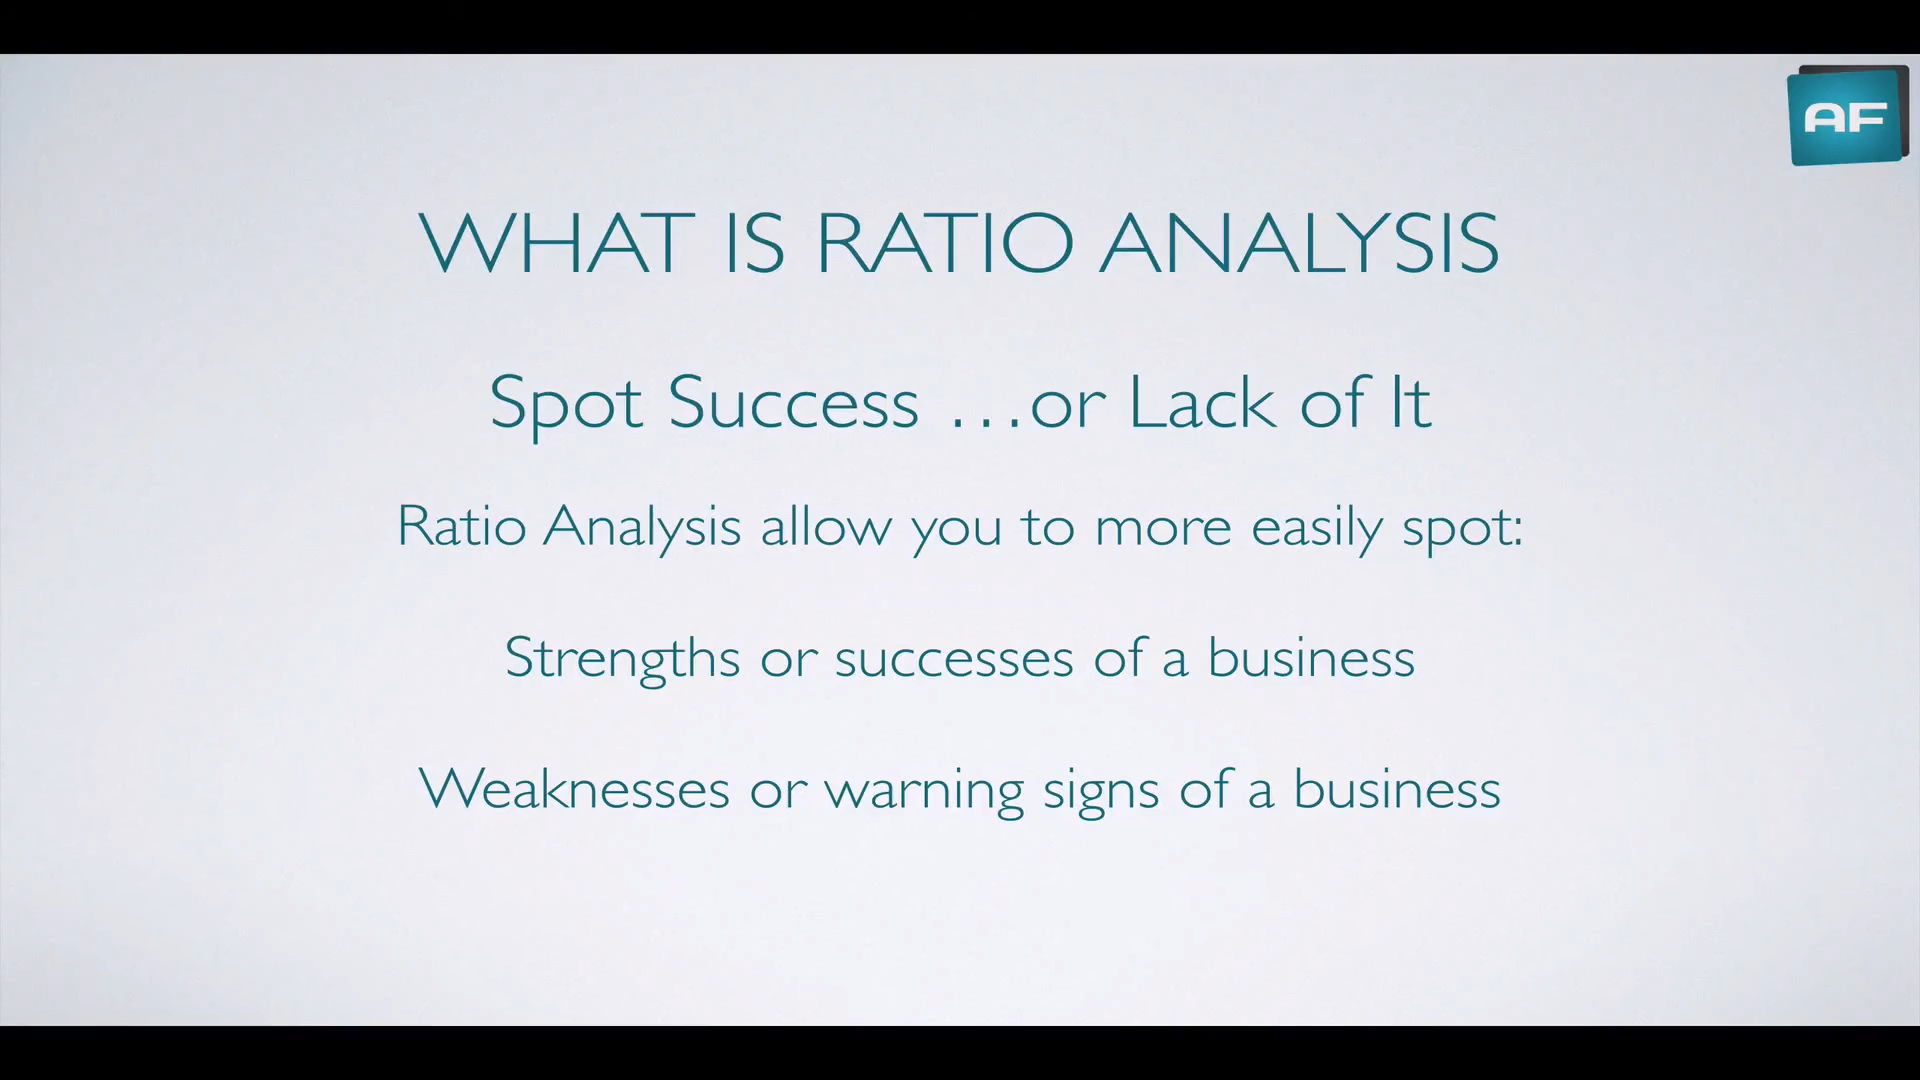 AF
WHAT IS RATIO ANALYSIS
Spot Success ...or Lack of It
Ratio Analysis allow you to more easily spot:
Strengths or successes of a business
Weaknesses or warning signs of a business